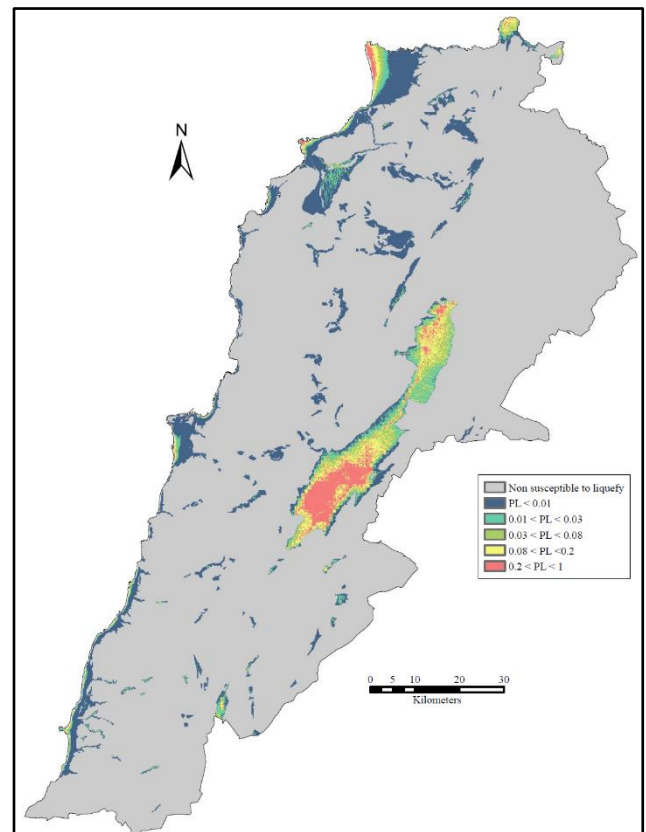 N
Non susceptible to liquefy
PL < 0.01
0.01 < PL < 0.03
0.03 < PL < 0.08
0.08 < PL <0.2
0.2 < PL < 1
0 5 10 20 30
Kilometers